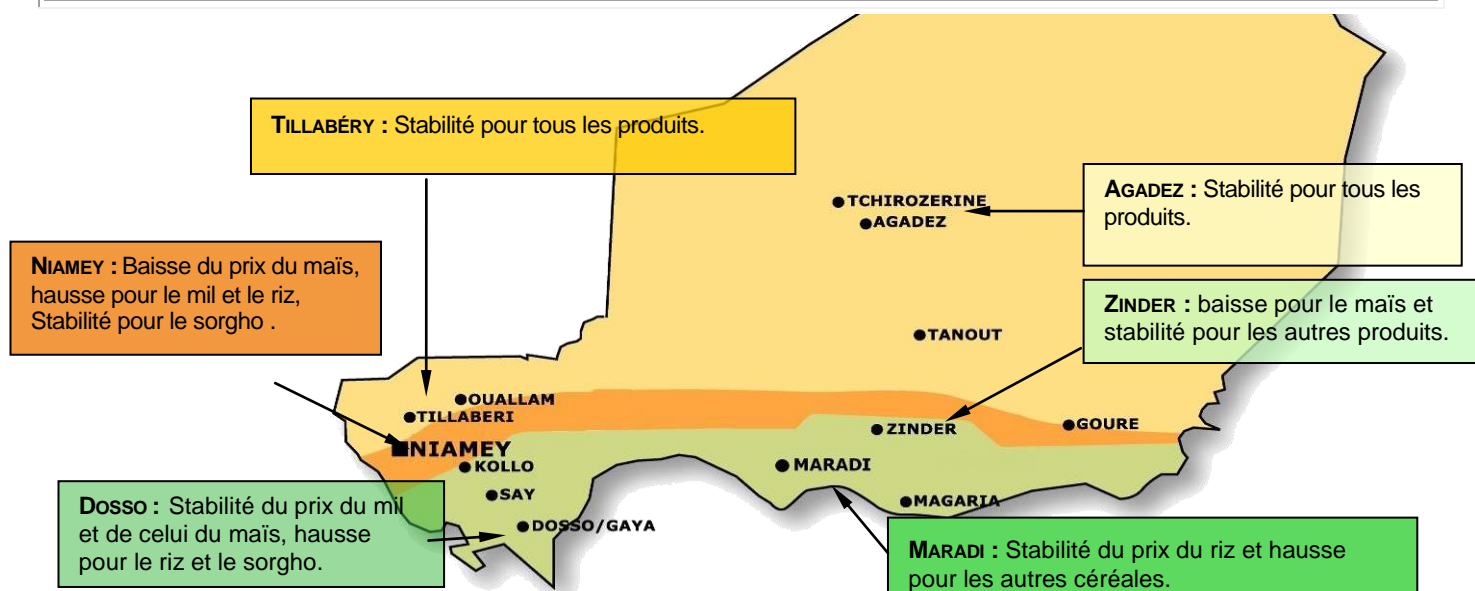 TILLABÉRY : Stabilité pour tous les produits.
AGADEZ : Stabilité pour tous les
produits.
TCHIROZERINE
AGADEZ
NIAMEY : Baisse du prix du maïs,
hausse pour le mil et le riz,
Stabilité pour le sorgho .
ZINDER : baisse pour le maïs et
stabilité pour les autres produits.
TANOUT
OUALLAM
TILLABERI
NIAMEY
KOLLO
SAY
DOSSO/GAYA
ZINDER
GOURE
MARADI
MAGARIA
DOSSO : Stabilité du prix du mil
et de celui du maïs, hausse
pour le riz et le sorgho.
MARADI : Stabilité du prix du riz et hausse
pour les autres céréales.